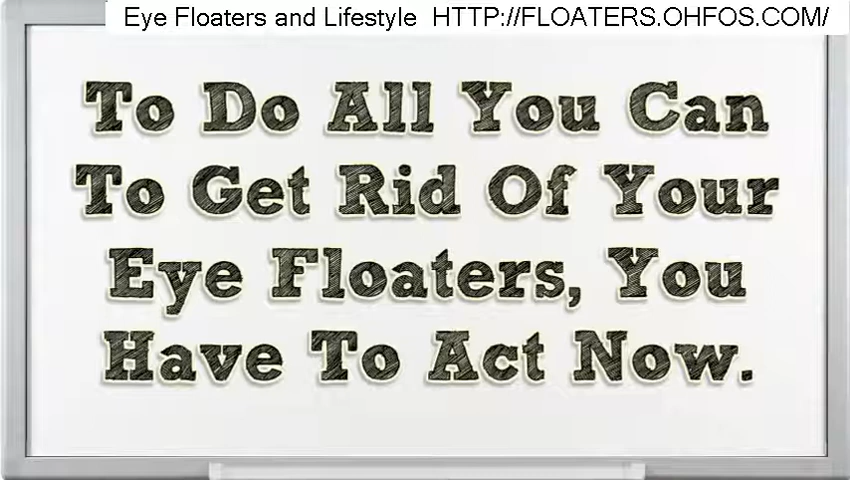 Eye Floaters and Lifestyle HTTP://FLOATERS.OHFOS.COM/
To Do All You Can
To Get Rid Of Your
Eye Floaters, You
Have To Act Now.